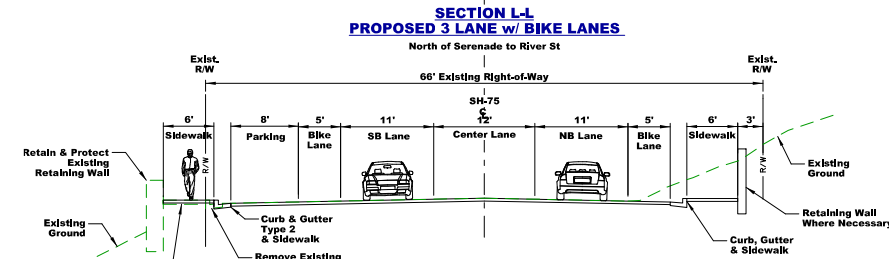 SECTION L-L
PROPOSED 3 LANE w/ BIKE LANES
North of Serenade to River St
Exist.
R/W
Exist.
R/W
66' Existing Right-of-Way
SH-75
℄
6'
8'
5'
11'
12'
11'
5'
6'
3'
Sidewalk
Parking
Bike
Lane
SB Lane
Center Lane
NB Lane
Bike
Lane
Sidewalk
Retain & Protect
Existing
Retaining Wall
R/W
R/W
Existing
Ground
Existing
Ground
Curb & Gutter
Type 2
& Sidewalk
Remove Existing
Curb, Gutter
& Sidewalk
Retaining Wall
Where Necessary